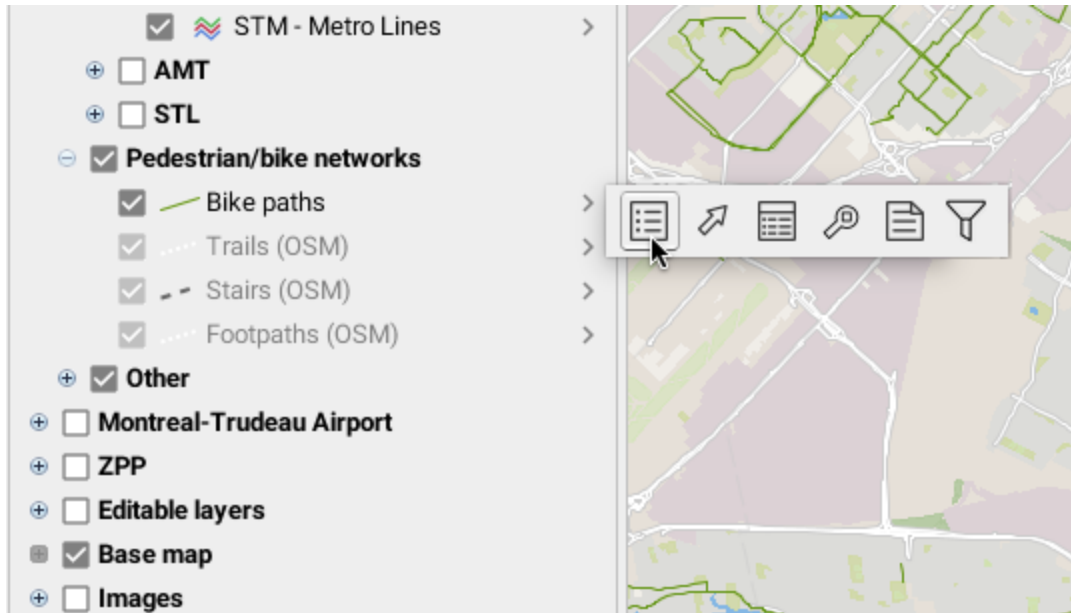 STM - Metro Lines
AMT
STL
Pedestrian/bike networks
Bike paths
Trails (OSM)
Stairs (OSM)
Footpaths (OSM)
Other
Montreal-Trudeau Airport
ZPP
Editable layers
Base map
Images